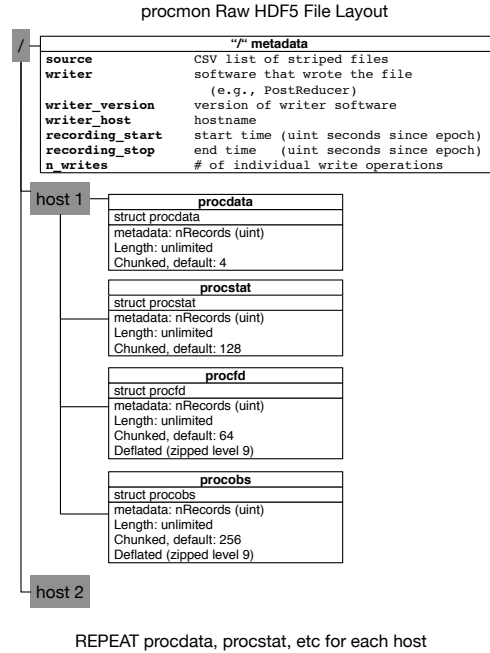 procmon Raw HDF5 File Layout
/
“/“ metadata
source CSV list of striped files
writer software that wrote the file
(e.g., PostReducer)
writer_version version of writer software
writer_host hostname
recording_start start time (uint seconds since epoch)
recording_stop end time (uint seconds since epoch)
n_writes # of individual write operations
host 1
procdata
struct procdata
metadata: nRecords (uint)
Length: unlimited
Chunked, default: 4
procstat
struct procstat
metadata: nRecords (uint)
Length: unlimited
Chunked, default: 128
procfd
struct procfd
metadata: nRecords (uint)
Length: unlimited
Chunked, default: 64
Deflated (zipped level 9)
procobs
struct procobs
metadata: nRecords (uint)
Length: unlimited
Chunked, default: 256
Deflated (zipped level 9)
host 2
REPEAT procdata, procstat, etc for each host